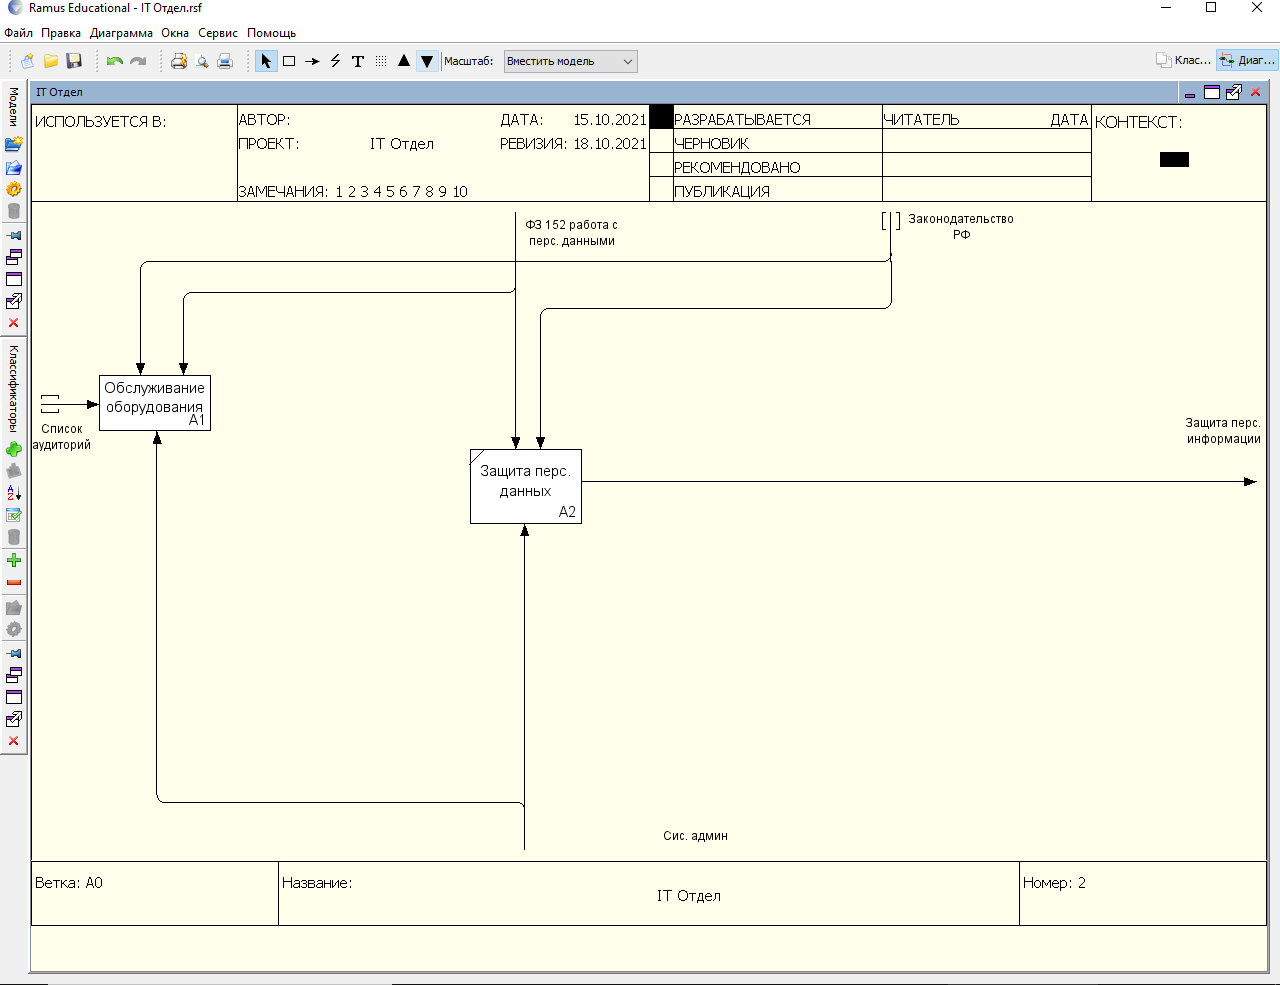 Ramus Educational - IT Отдел.rsf
Файл Правка Диаграмма Окна Сервис Помощь
Масштаб: Вместить модель Клас... Диаг...
Модели
Классификаторы
IT Отдел
ИСПОЛЬЗУЕТСЯ В:
АВТОР: ДАТА: 15.10.2021
ПРОЕКТ: IT Отдел РЕВИЗИЯ: 18.10.2021
ЗАМЕЧАНИЯ: 1 2 3 4 5 6 7 8 9 10
РАЗРАБАТЫВАЕТСЯ
ЧЕРНОВИК
РЕКОМЕНДОВАНО
ПУБЛИКАЦИЯ
ЧИТАТЕЛЬ ДАТА
КОНТЕКСТ:
ФЗ 152 работа с
перс. данными
Законодательство
РФ
Обслуживание
оборудования
A1
Список
аудиторий
Защита перс.
данных
A2
Защита перс.
информации
Сис. админ
Ветка: A0
Название:
IT Отдел
Номер: 2